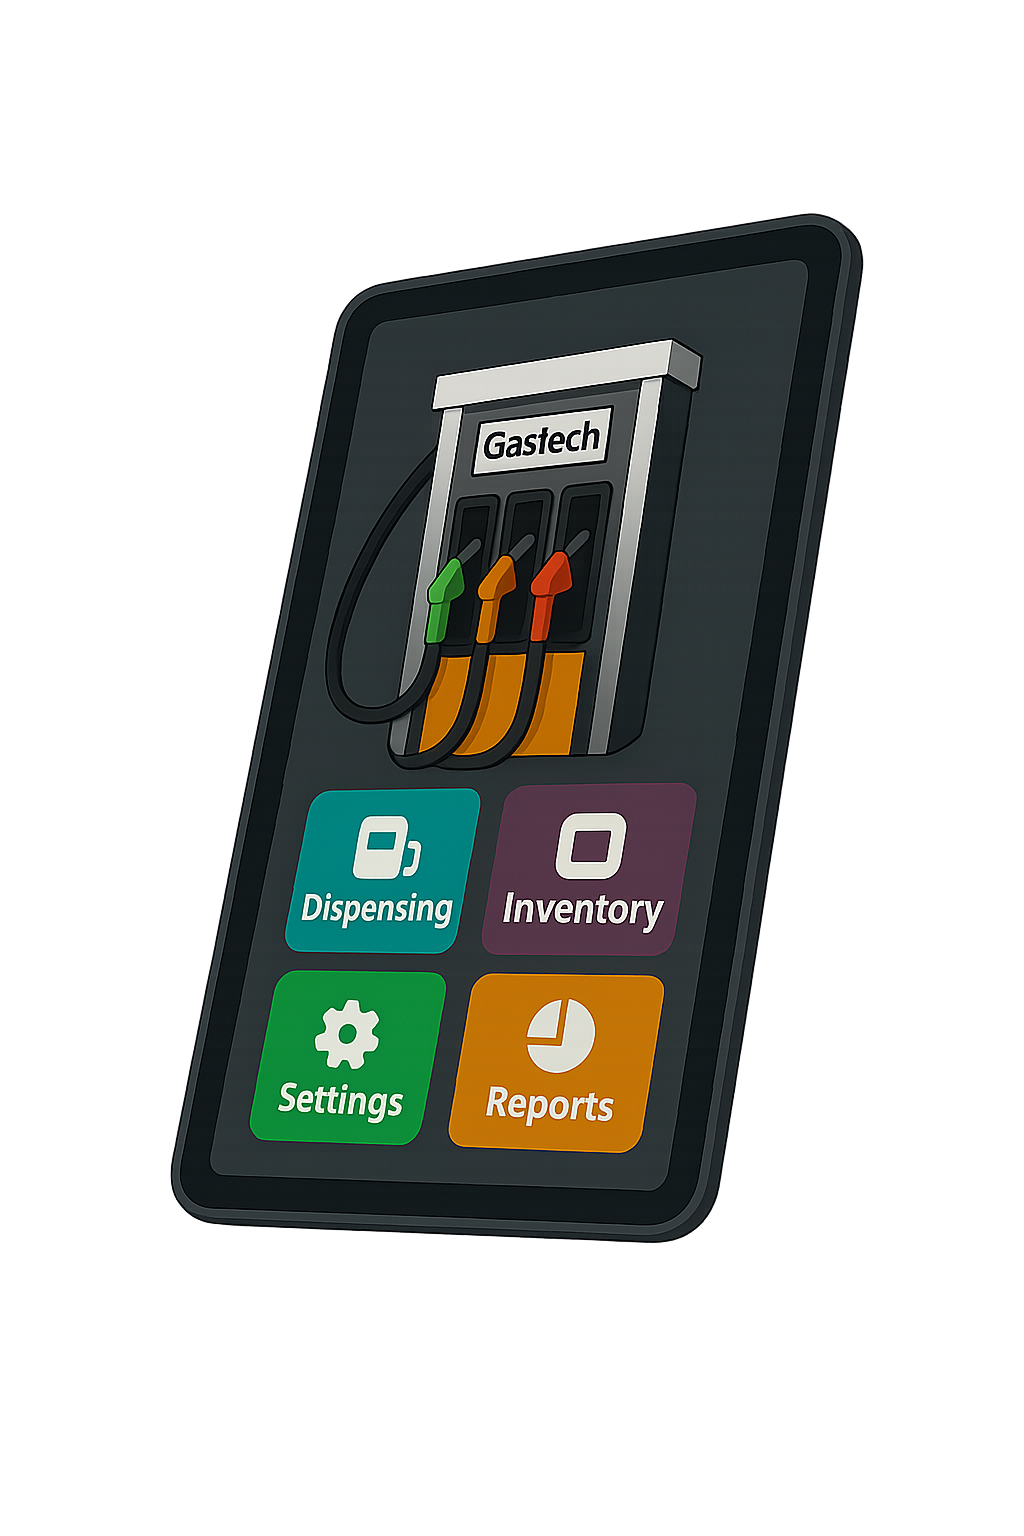 Gastech
Dispensing
Inventory
Settings
Reports